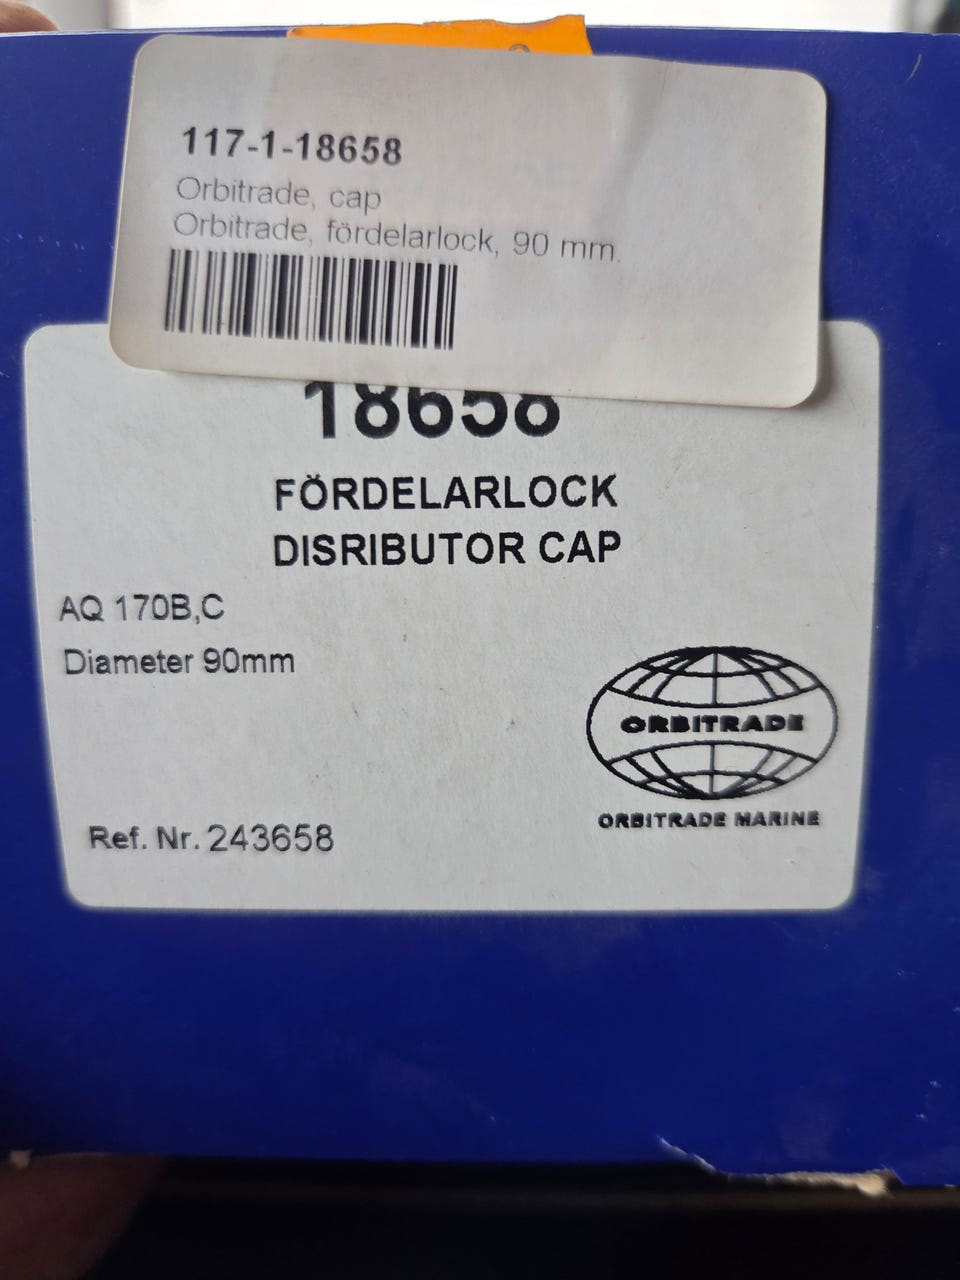 117-1-18658
Orbitrade, cap
Orbitrade, fördelarlock, 90 mm.
18658
FÖRDELARLOCK
DISRIBUTOR CAP
AQ 170B,C
Diameter 90mm
ORBITRADE
ORBITRADE MARINE
Ref. Nr. 243658